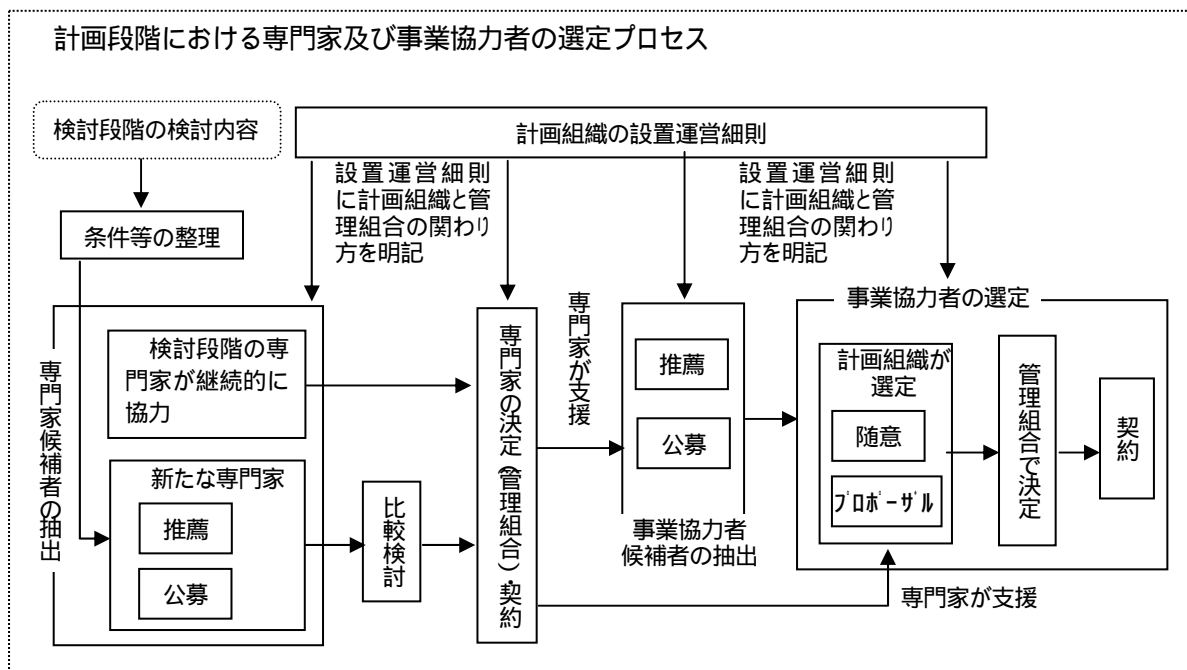 計画段階における専門家及び事業協力者の選定プロセス
検討段階の検討内容
計画組織の設置運営細則
設置運営細則
に計画組織と管
理組合の関わり
方を明記
設置運営細則
に計画組織と管
理組合の関わり
方を明記
条件等の整理
専門家候補者の抽出
検討段階の専
門家が継続的に
協力
新たな専門家
推薦
公募
比較検討
専門家の決定(管理組合)・契約
専門家が支援
推薦
公募
事業協力者
候補者の抽出
事業協力者の選定
計画組織が
選定
随意
ﾌﾟﾛﾎﾟｰｻﾞﾙ
管理組合で決定
契約
専門家が支援